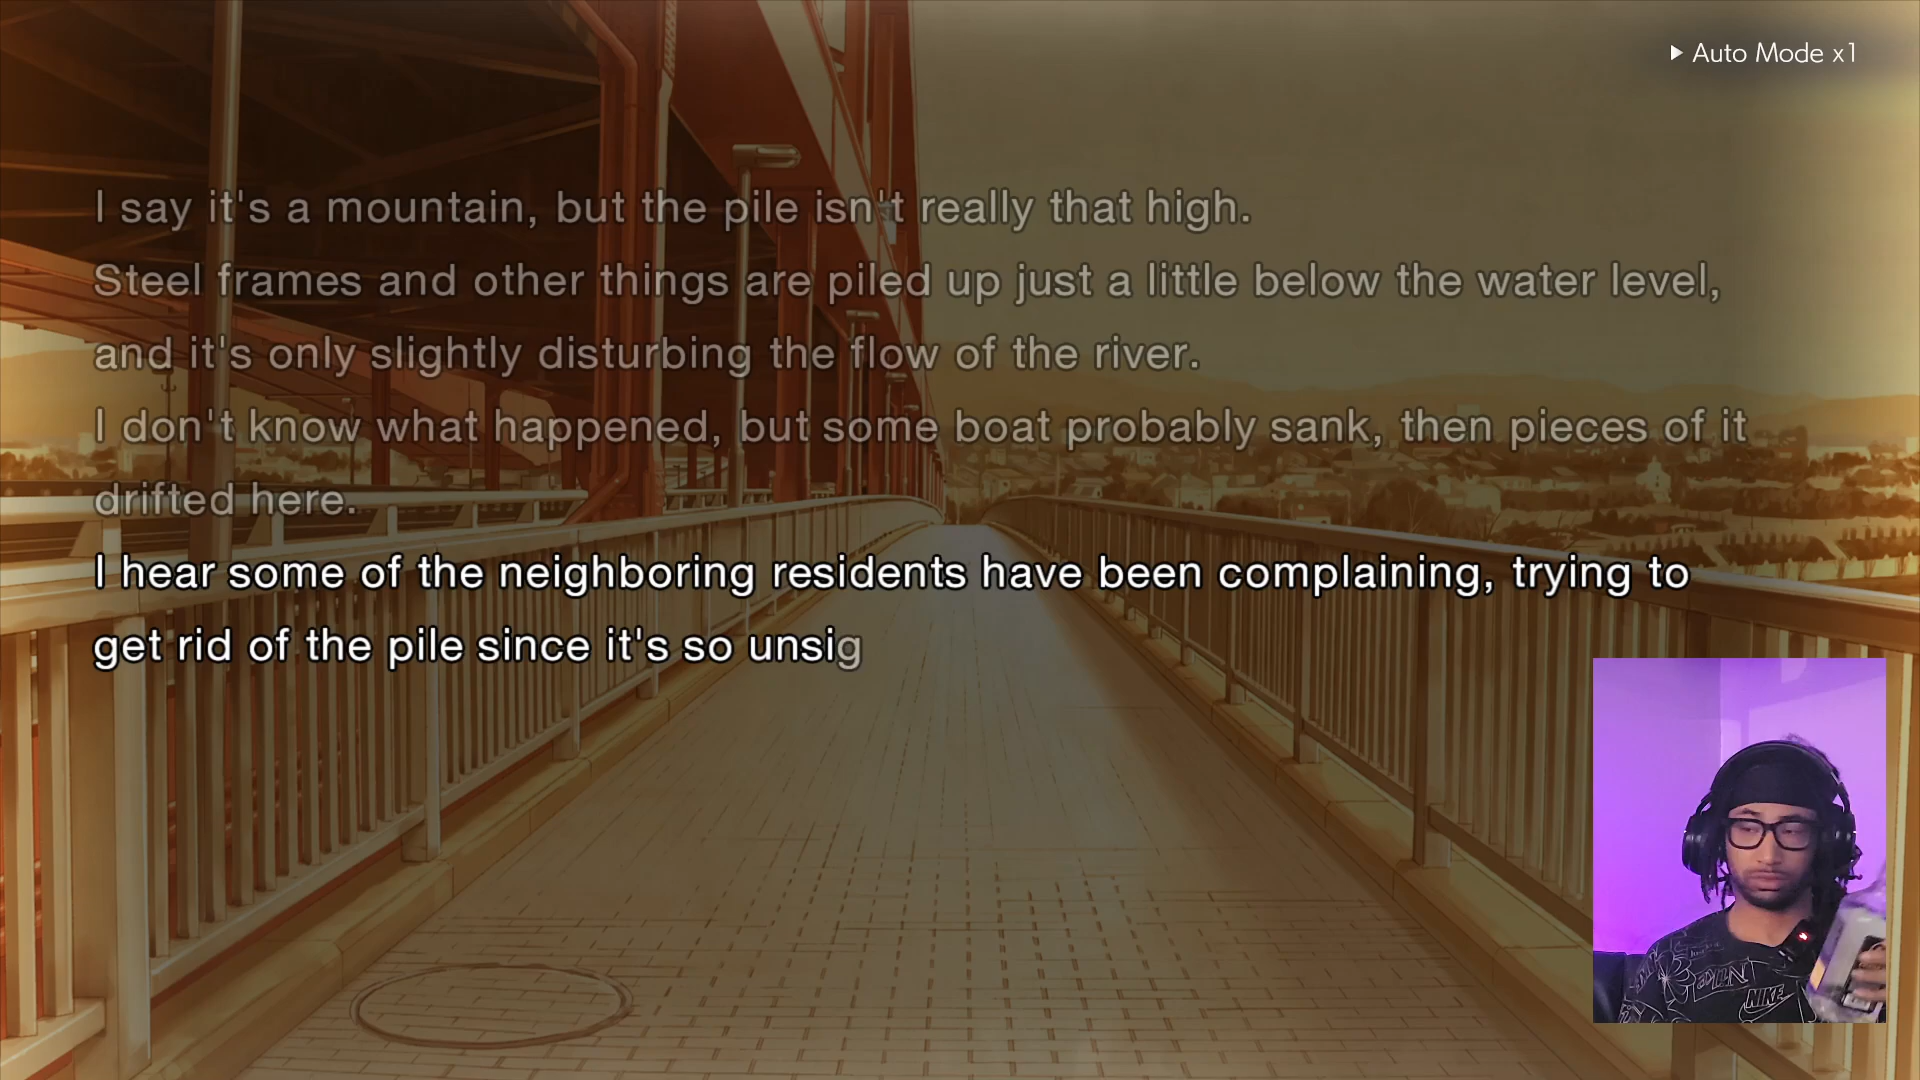 Auto Mode x1
I say it's a mountain, but the pile isn't really that high.
Steel frames and other things are piled up just a little below the water level,
and it's only slightly disturbing the flow of the river.
I don't know what happened, but some boat probably sank, then pieces of it
drifted here.
I hear some of the neighboring residents have been complaining, trying to
get rid of the pile since it's so unsig
NIKE